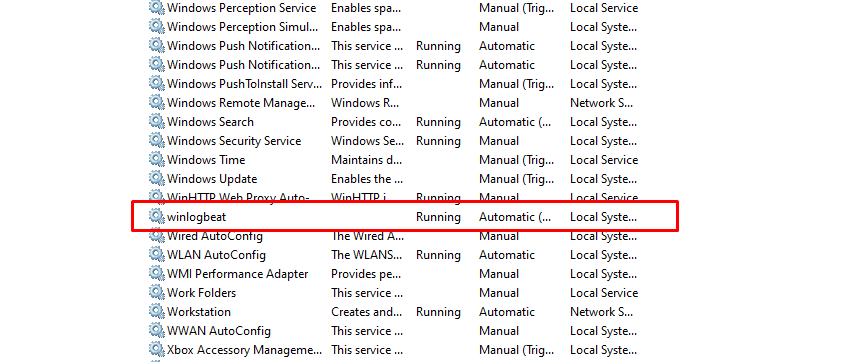 Windows Perception Service Enables spa... Manual (Trig... Local Service
Windows Perception Simul... Enables spa... Manual Local Syste...
Windows Push Notification... This service ... Running Automatic Local Syste...
Windows Push Notification... This service ... Running Automatic Local Syste...
Windows PushToInstall Serv... Provides inf... Manual (Trig... Local Syste...
Windows Remote Manage... Windows R... Manual Network S...
Windows Search Provides co... Running Automatic (... Local Syste...
Windows Security Service Windows Se... Running Manual Local Syste...
Windows Time Maintains d... Manual (Trig... Local Service
Windows Update Enables the ... Manual (Trig... Local Syste...
WinHTTP Web Proxy Auto-... WinHTTP i... Running Manual Local Service
winlogbeat Running Automatic (... Local Syste...
Wired AutoConfig The Wired A... Manual Local Syste...
WLAN AutoConfig The WLANS... Running Automatic Local Syste...
WMI Performance Adapter Provides pe... Manual Local Syste...
Work Folders This service ... Manual Local Service
Workstation Creates and... Running Automatic Network S...
WWAN AutoConfig This service ... Manual Local Syste...
Xbox Accessory Manageme... This service ... Manual (Trig... Local Syste...